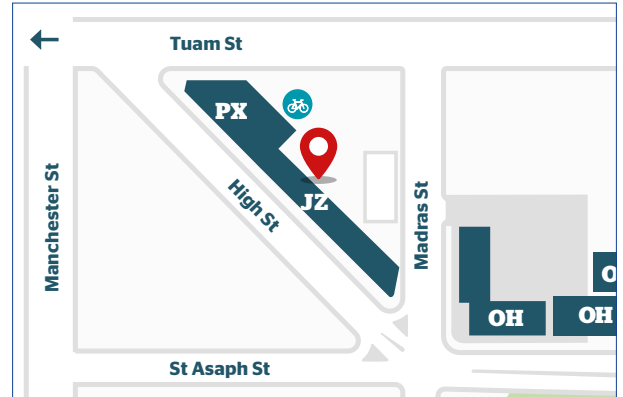 Tuam St
PX
Manchester St
High St
JZ
Madras St
O
OH
OH
St Asaph St